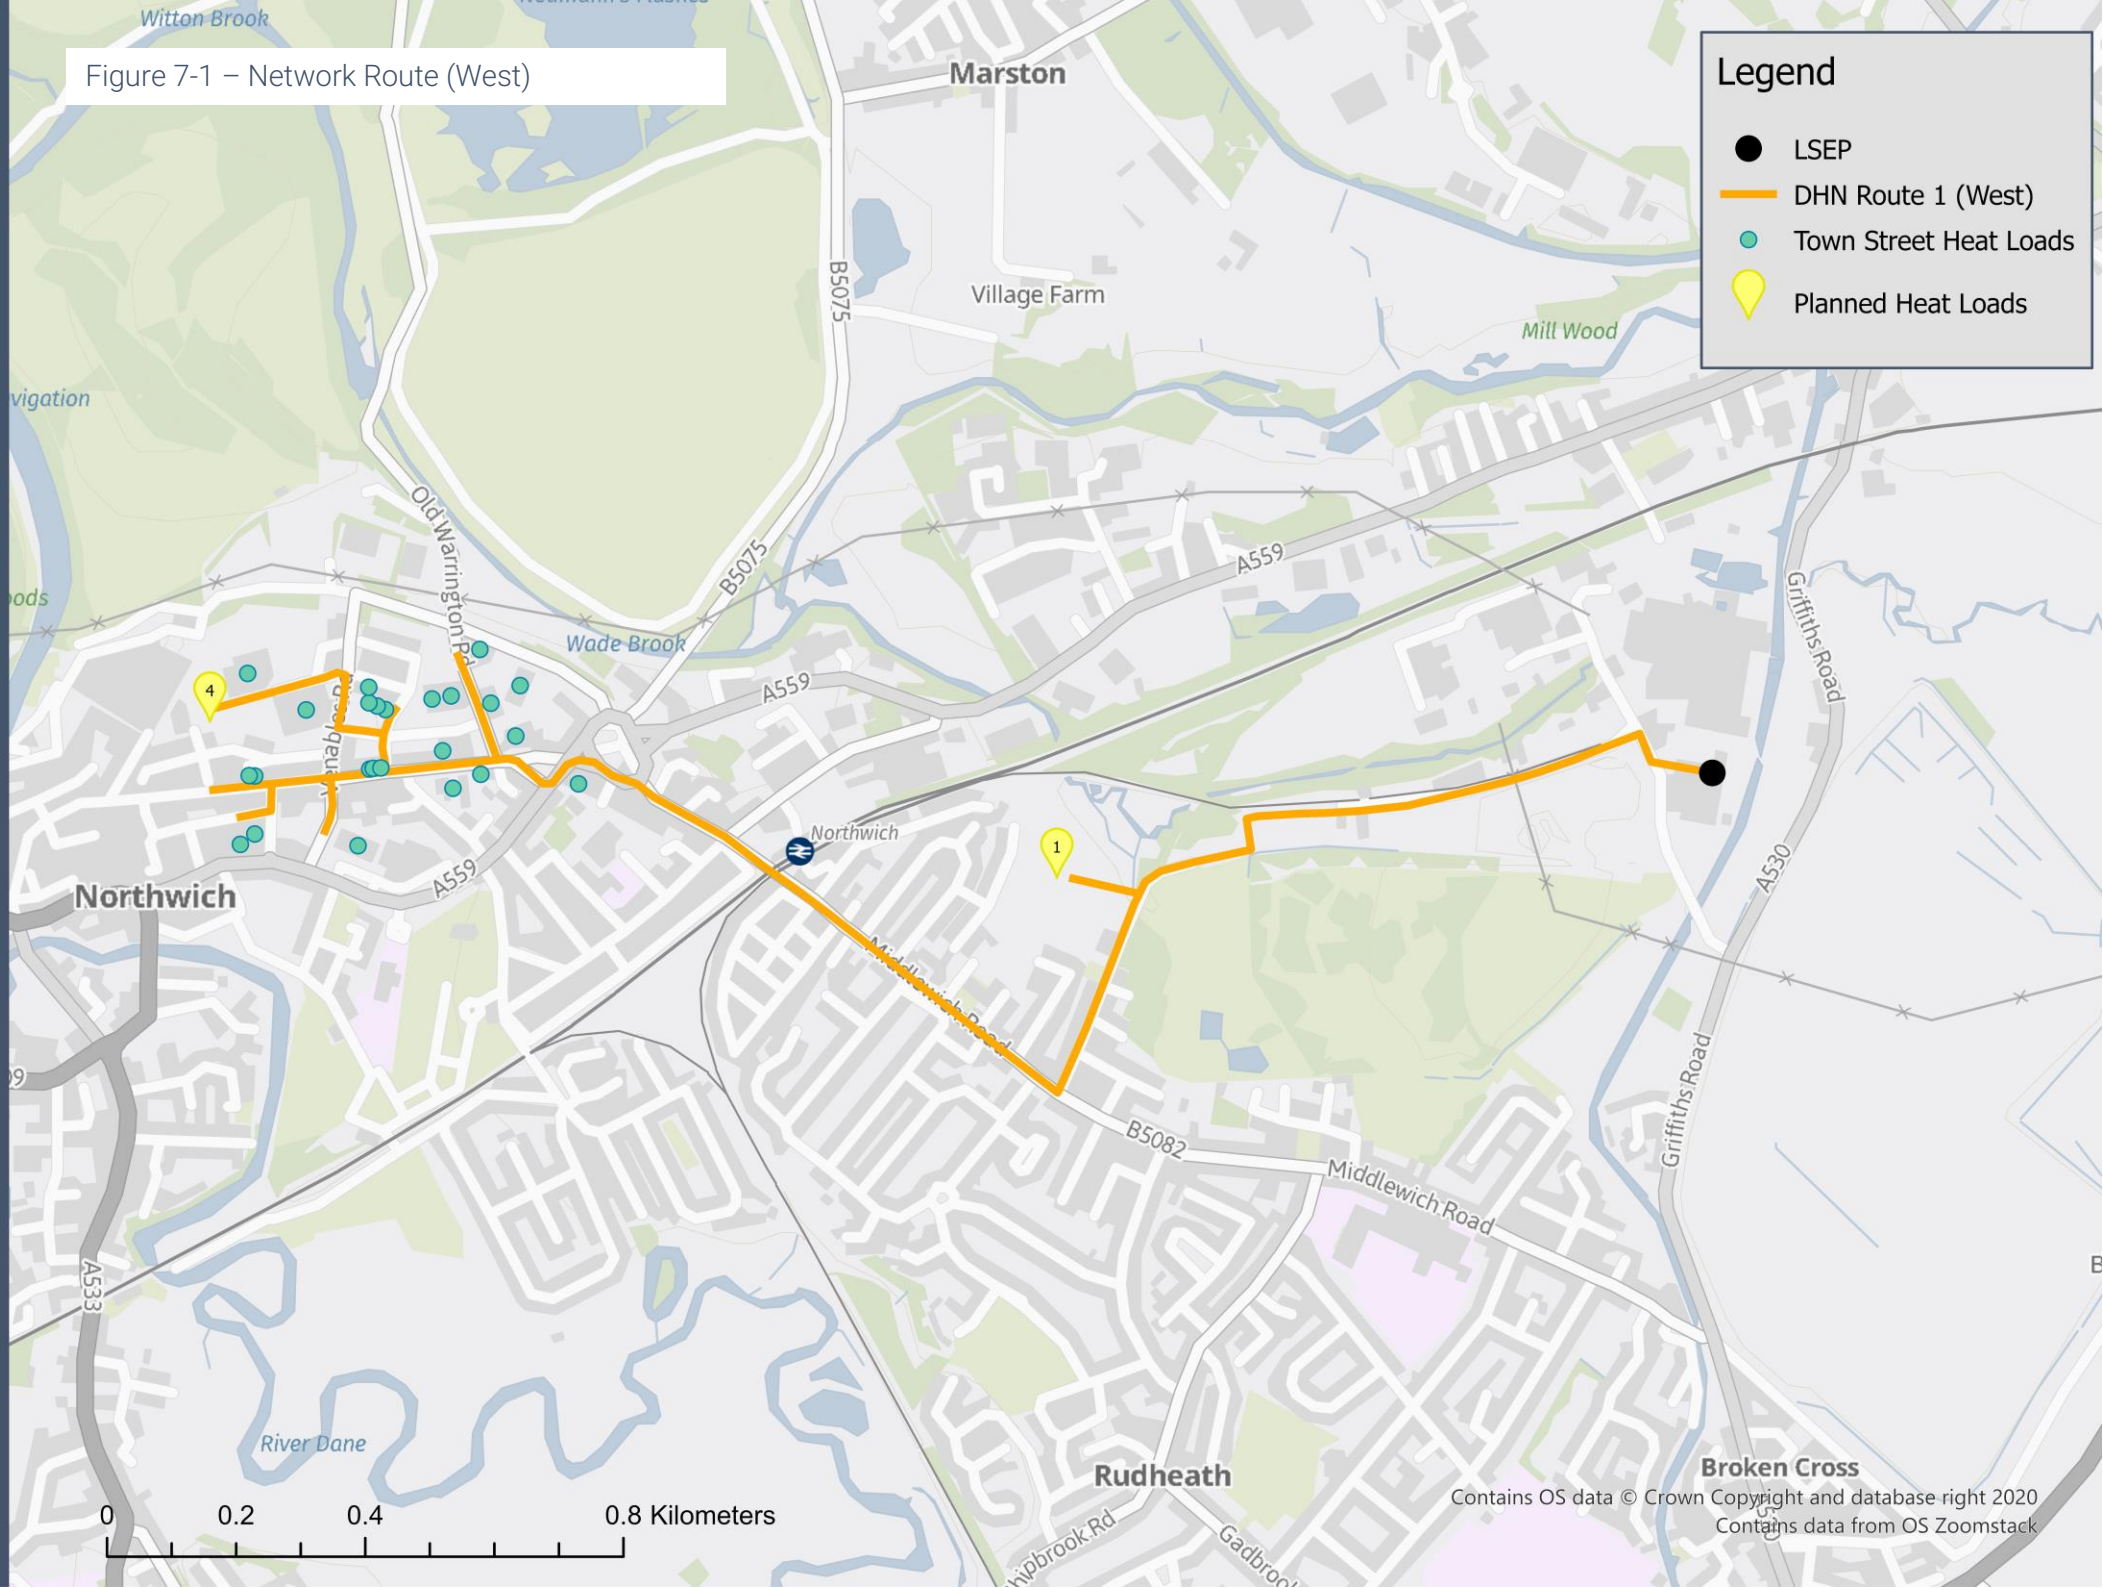 Witton Brook
Figure 7-1 – Network Route (West)
Marston
Legend
LSEP
DHN Route 1 (West)
Town Street Heat Loads
Planned Heat Loads
B5075
Village Farm
Mill Wood
vigation
Old Warrington Rd
B5075
A559
oods
Wade Brook
Griffiths Road
A559
4
Northwich
1
A559
A530
Northwich
Middlewich Road
Griffiths Road
B5082
Middlewich Road
A533
B
River Dane
Rudheath
Broken Cross
Contains OS data © Crown Copyright and database right 2020
Contains data from OS Zoomstack
0 0.2 0.4 0.8 Kilometers
hipbrook Rd
Gadbroo